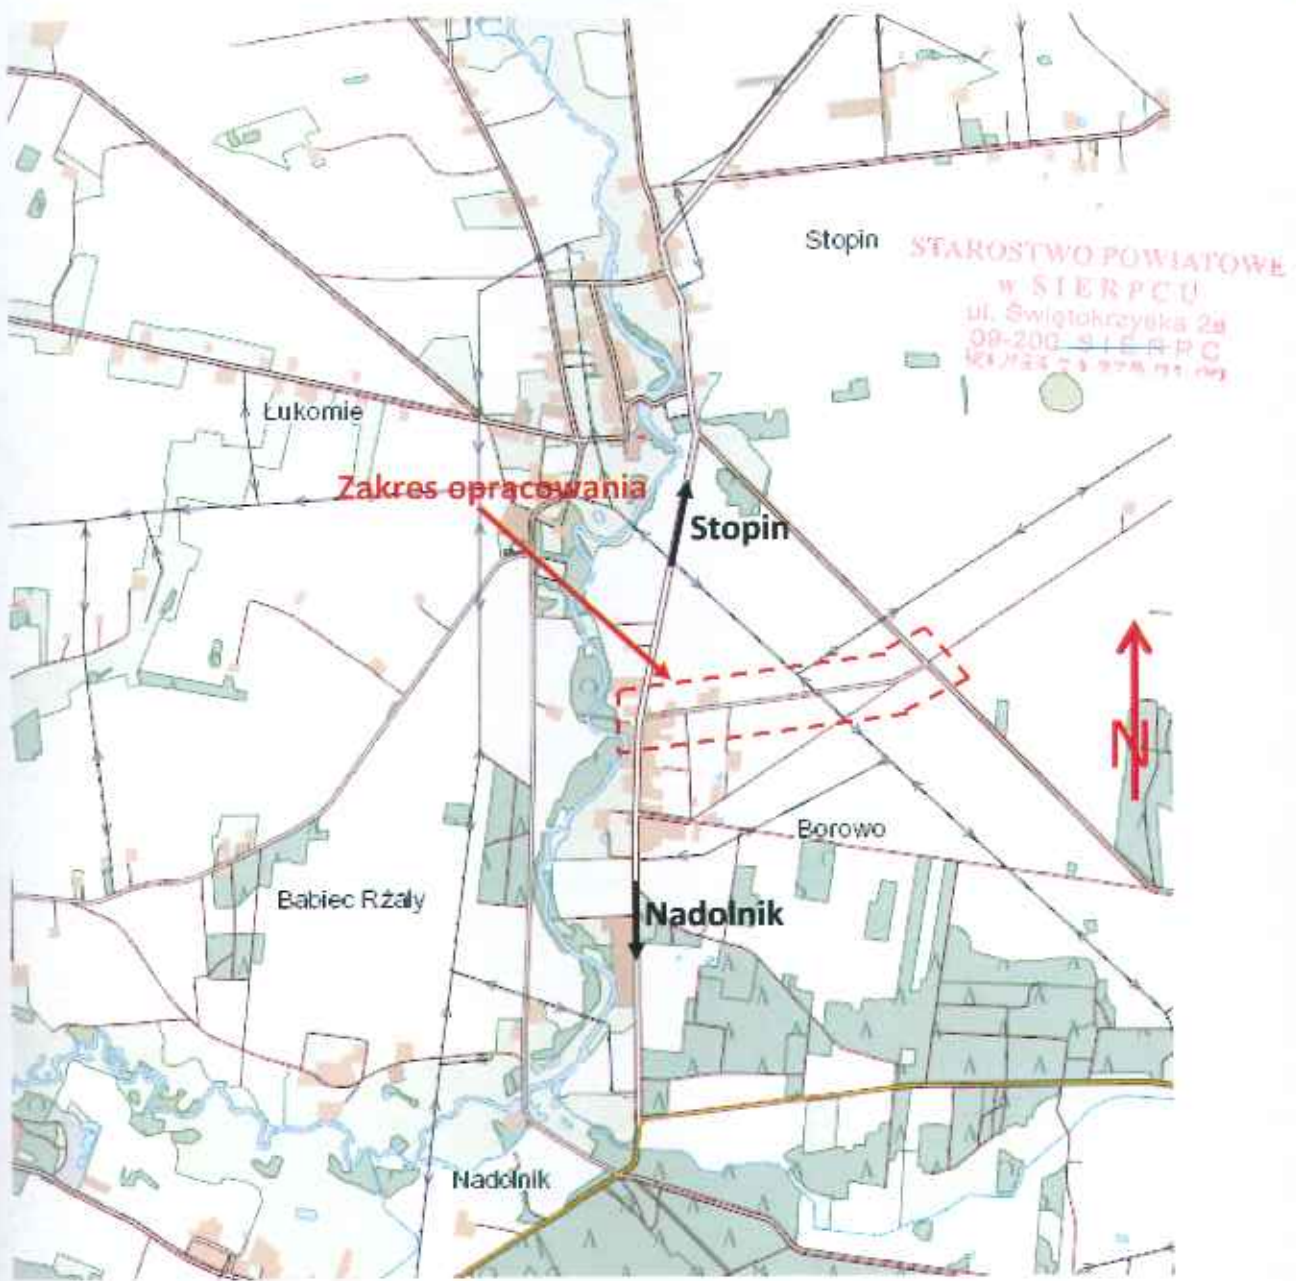 Stopin
STAROSTWO POWIATOWE
w SIERPCU
ul. Świętokrzyska 2a
09-200 SIERPC
Łukomie
Zakres opracowania
Stopin
N
Borowo
Babiec Rżały
Nadolnik
Nadolnik